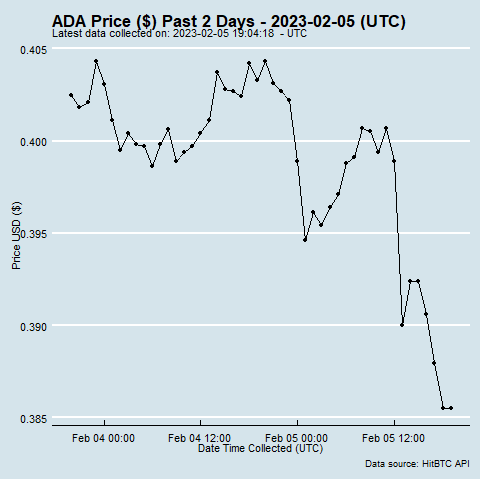 ADA Price ($) Past 2 Days - 2023-02-05 (UTC)
Latest data collected on: 2023-02-05 19:04:18 - UTC
0.405
0.400
0.395
0.390
0.385
Price USD ($)
Feb 04 00:00 Feb 04 12:00 Feb 05 00:00 Feb 05 12:00
Date Time Collected (UTC)
Data source: HitBTC API